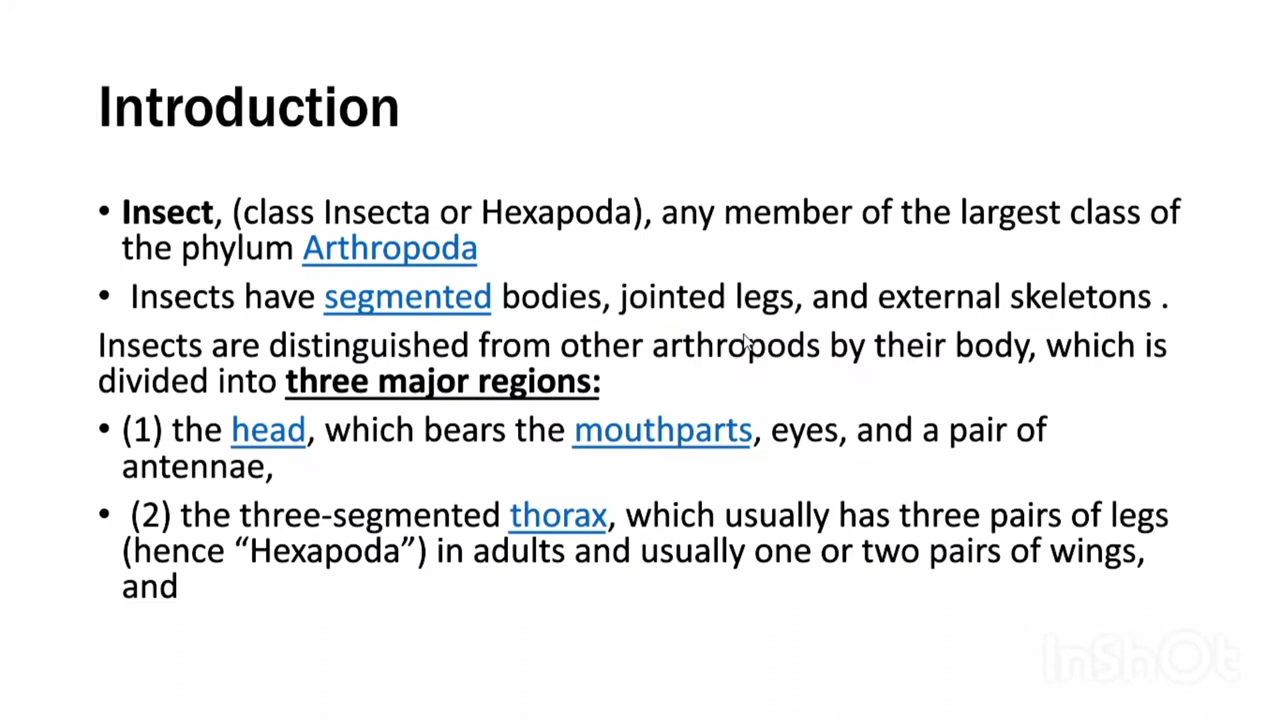 Introduction
• Insect, (class Insecta or Hexapoda), any member of the largest class of
the phylum Arthropoda
• Insects have segmented bodies, jointed legs, and external skeletons .
Insects are distinguished from other arthropods by their body, which is
divided into three major regions:
• (1) the head, which bears the mouthparts, eyes, and a pair of
antennae,
• (2) the three-segmented thorax, which usually has three pairs of legs
(hence “Hexapoda”) in adults and usually one or two pairs of wings,
and
InShOt